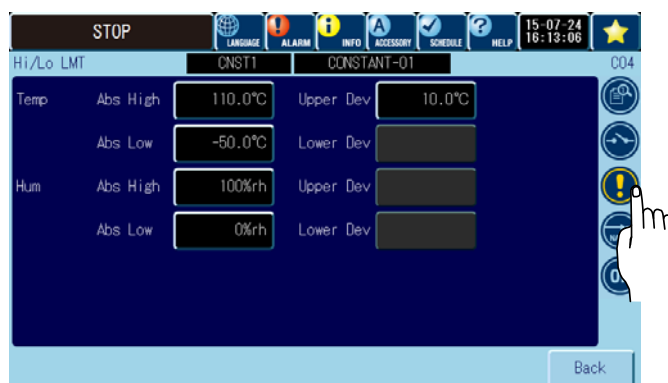 STOP
LANGUAGE
ALARM
INFO
ACCESSORY
SCHEDULE
HELP
15-07-24
16:13:06
Hi/Lo LMT
CNST1
CONSTANT-01
C04
Temp
Abs High
110.0°C
Upper Dev
10.0°C
Abs Low
-50.0°C
Lower Dev
Hum
Abs High
100%rh
Upper Dev
Abs Low
0%rh
Lower Dev
Back